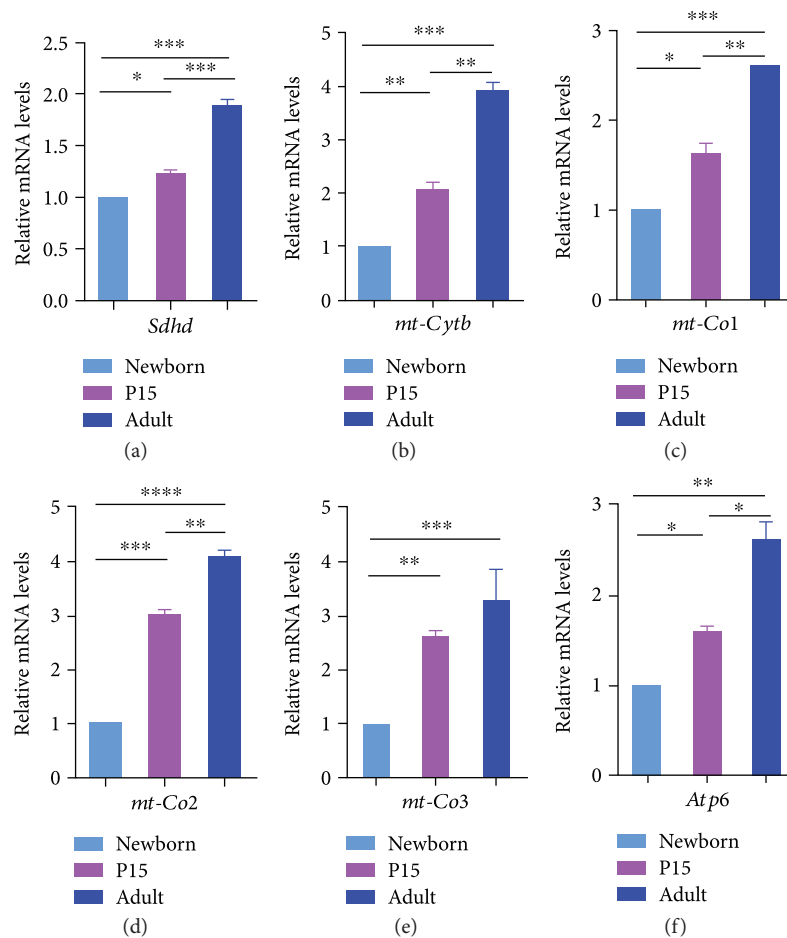 Relative mRNA levels
2.5
2.0
1.5
1.0
0.5
0.0
***
*
***
Sdhd
Newborn
P15
Adult
(a)
Relative mRNA levels
5
4
3
2
1
0
***
**
**
mt-Cytb
Newborn
P15
Adult
(b)
Relative mRNA levels
3
2
1
0
***
*
**
mt-Co1
Newborn
P15
Adult
(c)
Relative mRNA levels
5
4
3
2
1
0
****
***
**
mt-Co2
Newborn
P15
Adult
(d)
Relative mRNA levels
5
4
3
2
1
0
***
**
mt-Co3
Newborn
P15
Adult
(e)
Relative mRNA levels
3
2
1
0
**
*
*
Atp6
Newborn
P15
Adult
(f)